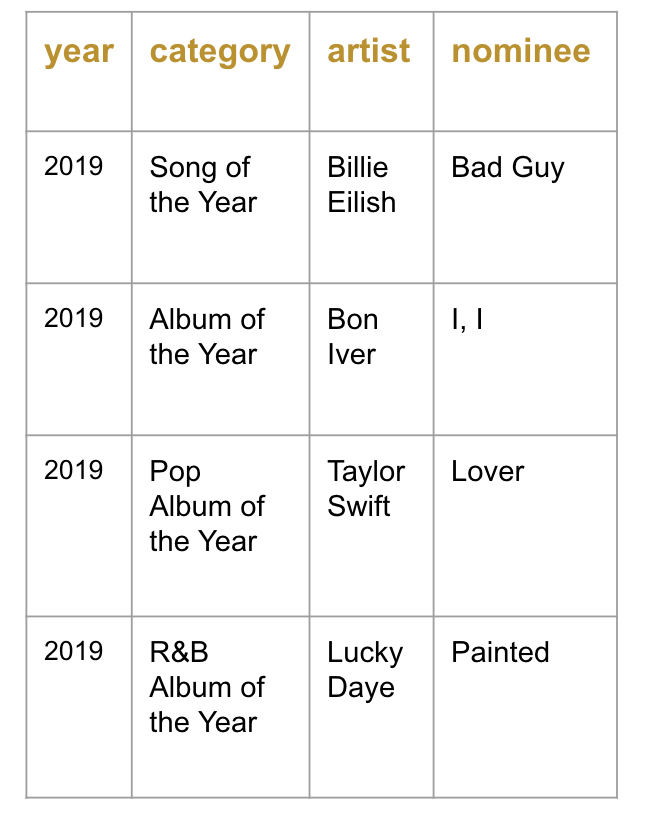 year category artist nominee
2019 Song of the Year Billie Eilish Bad Guy
2019 Album of the Year Bon Iver I, I
2019 Pop Album of the Year Taylor Swift Lover
2019 R&B Album of the Year Lucky Daye Painted